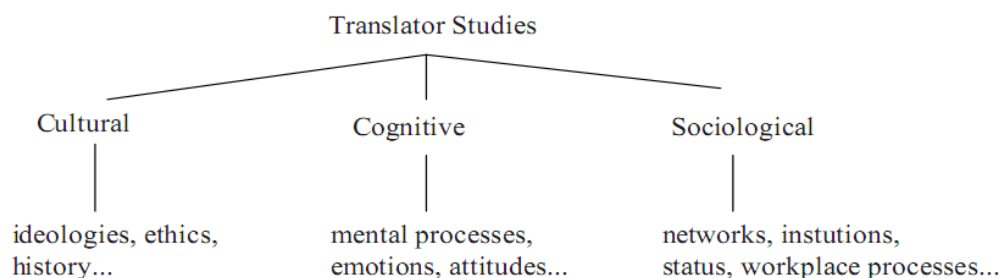 Translator Studies
Cultural
Cognitive
Sociological
ideologies, ethics,
history...
mental processes,
emotions, attitudes...
networks, instutions,
status, workplace processes...